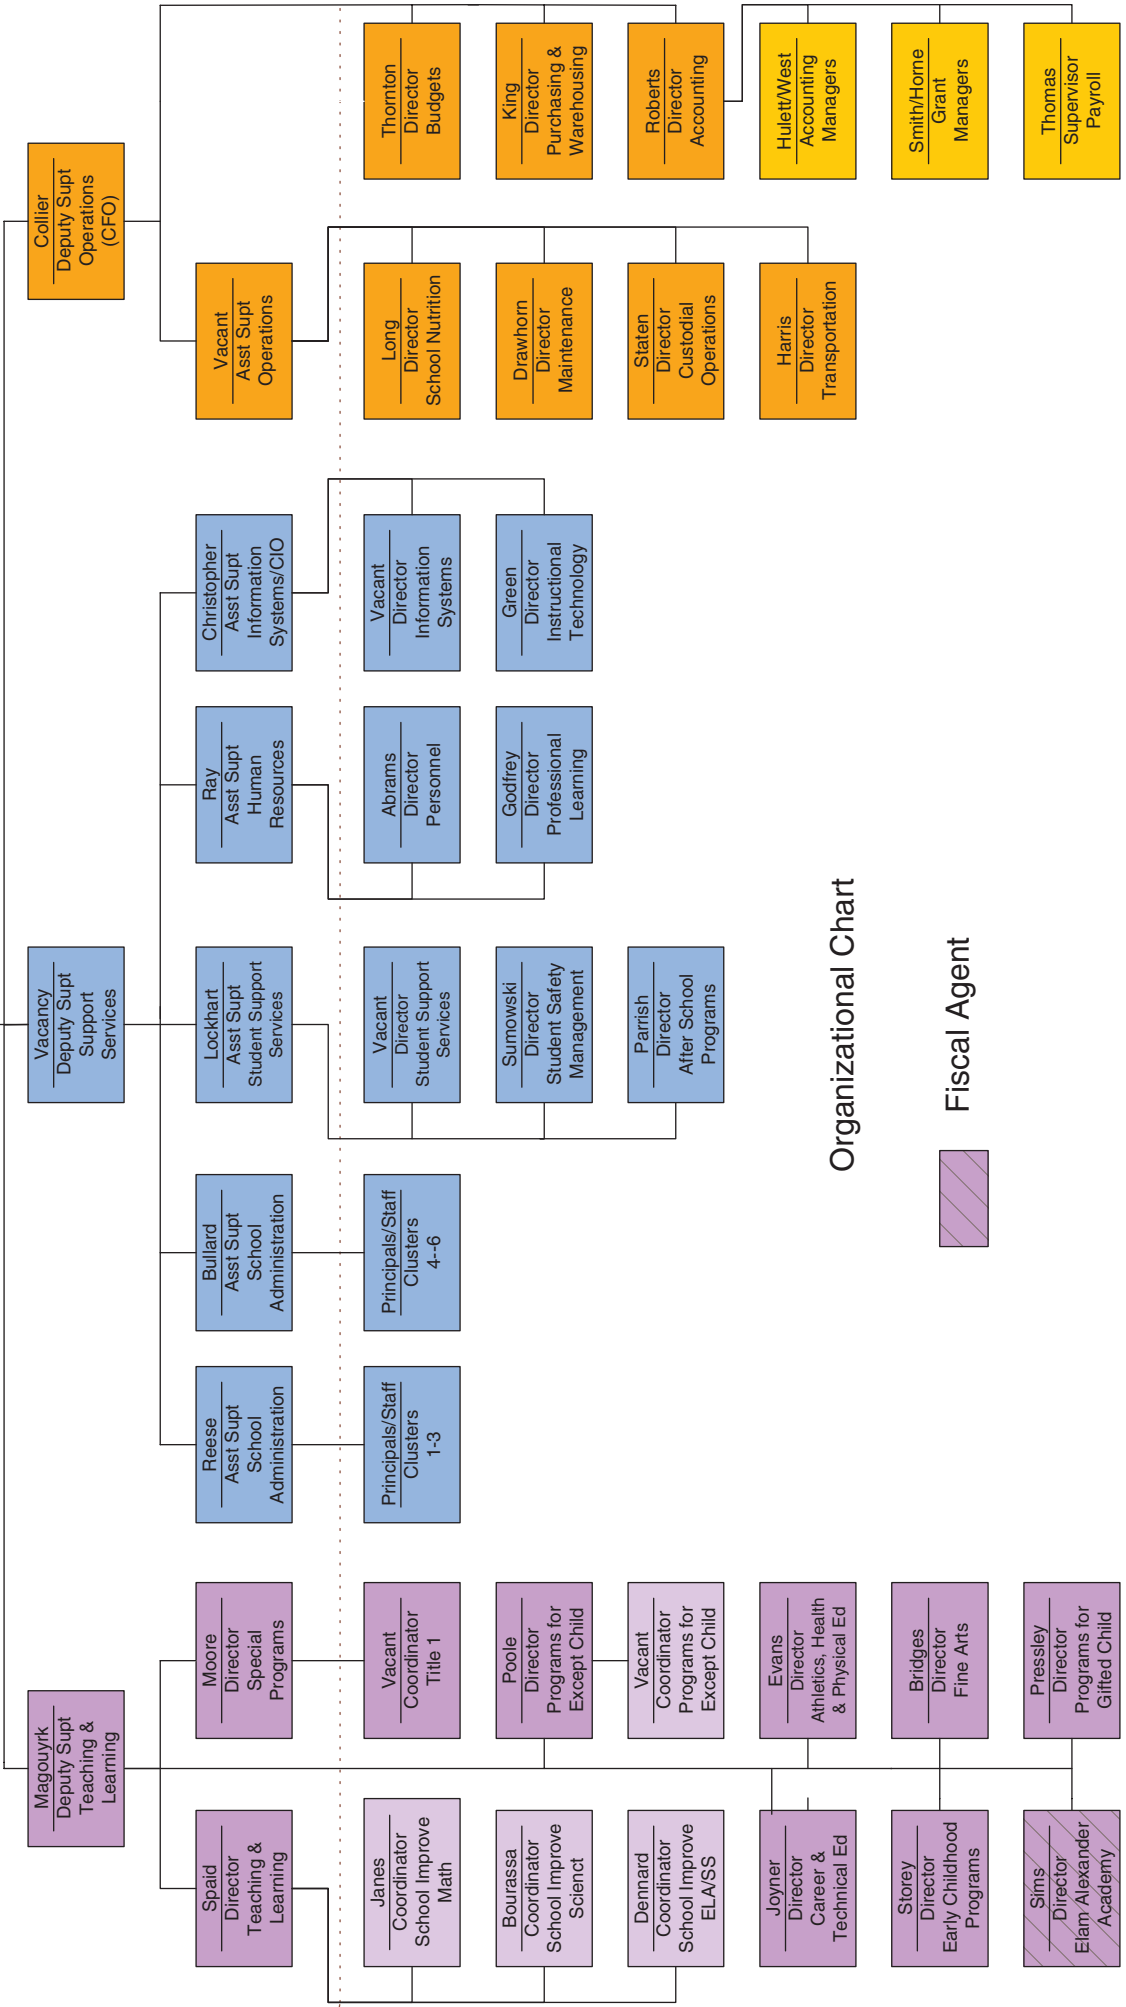 Magouyrk
Deputy Supt
Teaching &
Learning
Vacancy
Deputy Supt
Support
Services
Collier
Deputy Supt
Operations
(CFO)
Spaid
Director
Teaching &
Learning
Moore
Director
Special
Programs
Reese
Asst Supt
School
Administration
Bullard
Asst Supt
School
Administration
Lockhart
Asst Supt
Student Support
Services
Ray
Asst Supt
Human
Resources
Christopher
Asst Supt
Information
Systems/CIO
Vacant
Asst Supt
Operations
Janes
Coordinator
School Improve
Math
Vacant
Coordinator
Title 1
Principals/Staff
Clusters
1-3
Principals/Staff
Clusters
4--6
Vacant
Director
Student Support
Services
Abrams
Director
Personnel
Vacant
Director
Information
Systems
Long
Director
School Nutrition
Thornton
Director
Budgets
Bourassa
Coordinator
School Improve
Scienct
Poole
Director
Programs for
Except Child
Sumowski
Director
Student Safety
Management
Godfrey
Director
Professional
Learning
Green
Director
Instructional
Technology
Drawhorn
Director
Maintenance
King
Director
Purchasing &
Warehousing
Dennard
Coordinator
School Improve
ELA/SS
Vacant
Coordinator
Programs for
Except Child
Parrish
Director
After School
Programs
Staten
Director
Custodial
Operations
Roberts
Director
Accounting
Joyner
Director
Career &
Technical Ed
Evans
Director
Athletics, Health
& Physical Ed
Harris
Director
Transportation
Hulett/West
Accounting
Managers
Storey
Director
Early Childhood
Programs
Bridges
Director
Fine Arts
Smith/Horne
Grant
Managers
Sims
Director
Elam Alexander
Academy
Pressley
Director
Programs for
Gifted Child
Thomas
Supervisor
Payroll
Organizational Chart
Fiscal Agent